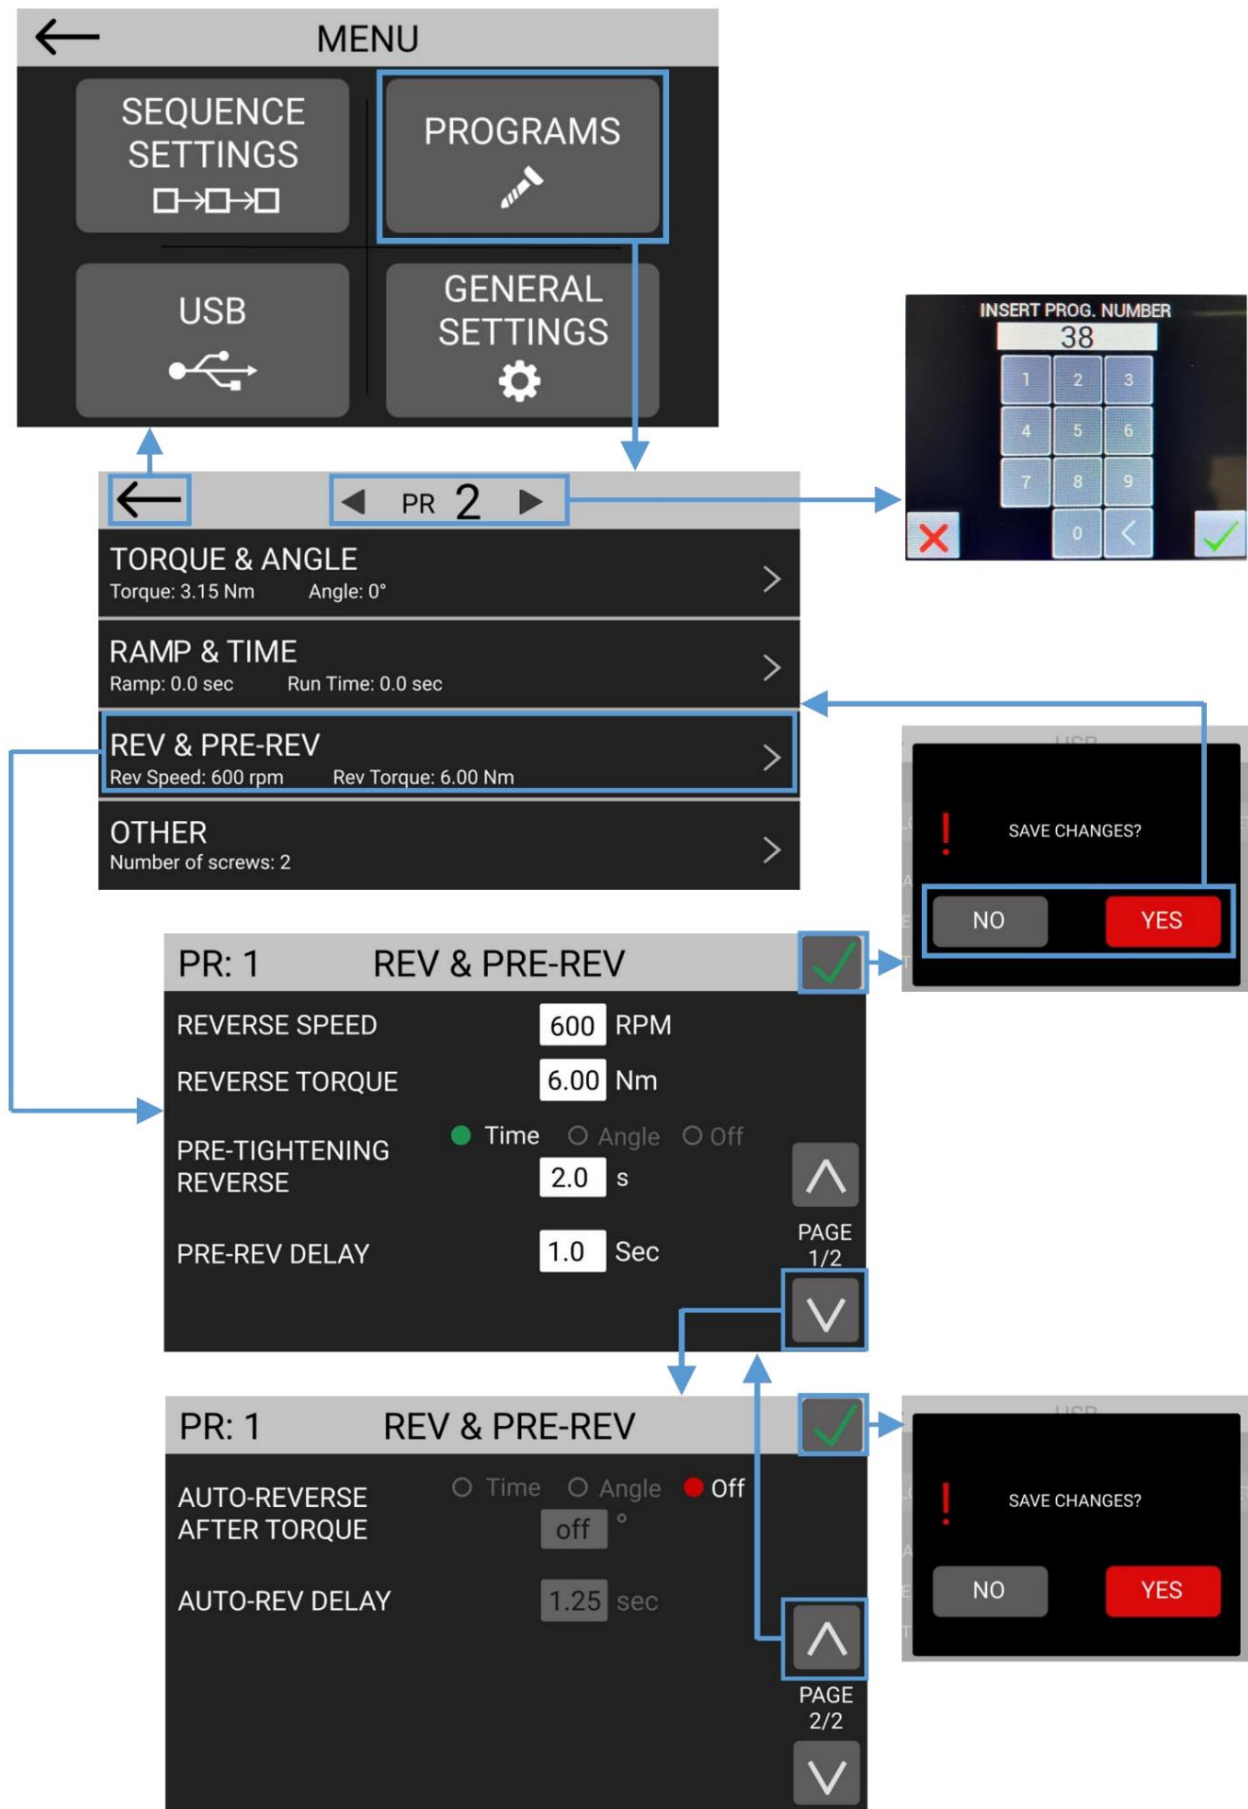 MENU
SEQUENCE
SETTINGS
PROGRAMS
USB
GENERAL
SETTINGS
INSERT PROG. NUMBER
38
1 2 3
4 5 6
7 8 9
0
PR 2
TORQUE & ANGLE
Torque: 3.15 Nm Angle: 0°
RAMP & TIME
Ramp: 0.0 sec Run Time: 0.0 sec
REV & PRE-REV
Rev Speed: 600 rpm Rev Torque: 6.00 Nm
OTHER
Number of screws: 2
USB
! SAVE CHANGES?
NO YES
PR: 1 REV & PRE-REV
REVERSE SPEED 600 RPM
REVERSE TORQUE 6.00 Nm
Time Angle Off
PRE-TIGHTENING
REVERSE
2.0 s
PRE-REV DELAY 1.0 Sec
PAGE
1/2
PR: 1 REV & PRE-REV
Time Angle Off
AUTO-REVERSE
AFTER TORQUE
off °
AUTO-REV DELAY 1.25 sec
PAGE
2/2
USB
! SAVE CHANGES?
NO YES